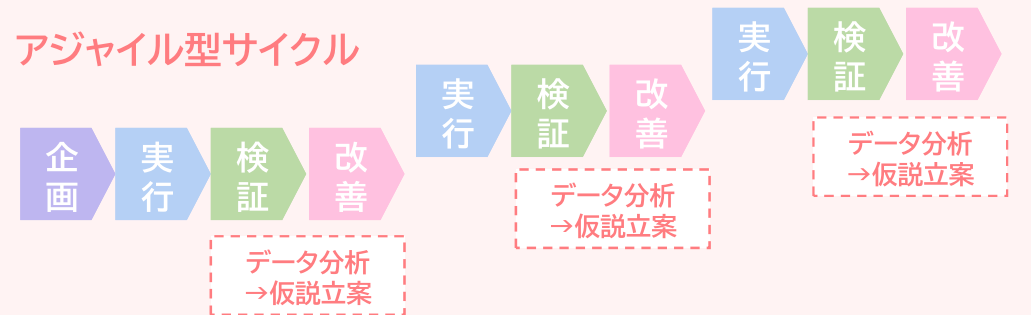 アジャイル型サイクル
企画
実行
検証
改善
データ分析
→仮説立案
実行
検証
改善
データ分析
→仮説立案
実行
検証
改善
データ分析
→仮説立案